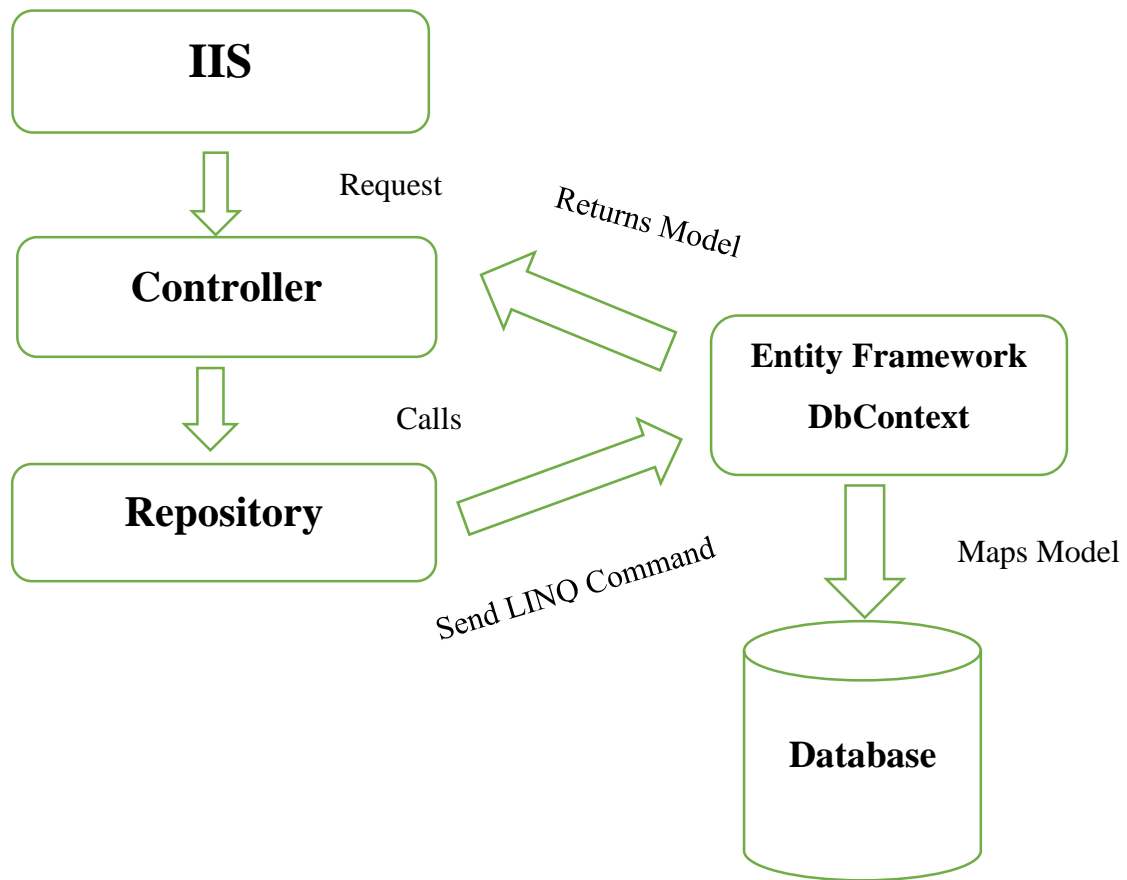 IIS
Request
Returns Model
Controller
Entity Framework
DbContext
Calls
Repository
Send LINQ Command
Maps Model
Database